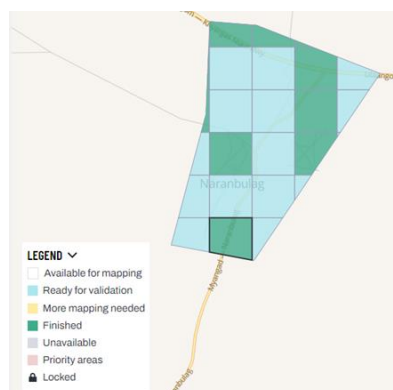 Naranbulag
LEGEND
Available for mapping
Ready for validation
More mapping needed
Finished
Unavailable
Priority areas
Locked